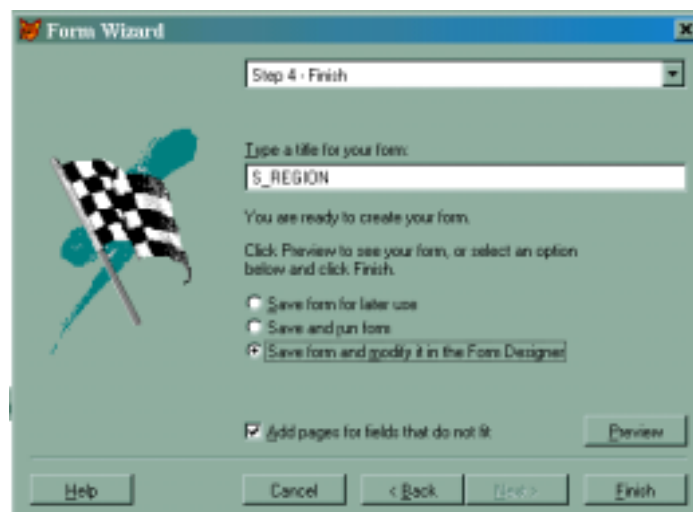 Form Wizard
Step 4 - Finish
Type a title for your form:
S_REGION
You are ready to create your form.
Click Preview to see your form, or select an option
below and click Finish.
Save form for later use
Save and run form
Save form and modify it in the Form Designer
Add pages for fields that do not fit
Preview
Help
Cancel
< Back
Next >
Finish